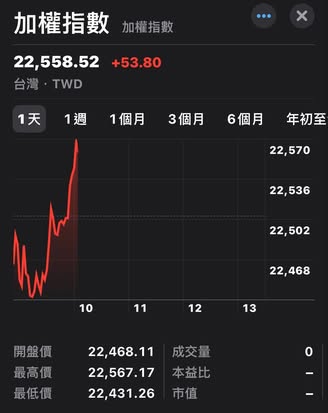 加權指數 加權指數
22,558.52 +53.80
台灣 · TWD
1天 1週 1個月 3個月 6個月 年初至
22,570
22,536
22,502
22,468
10 11 12 13
開盤價 22,468.11 成交量 0
最高價 22,567.17 本益比 –
最低價 22,431.26 市值 –